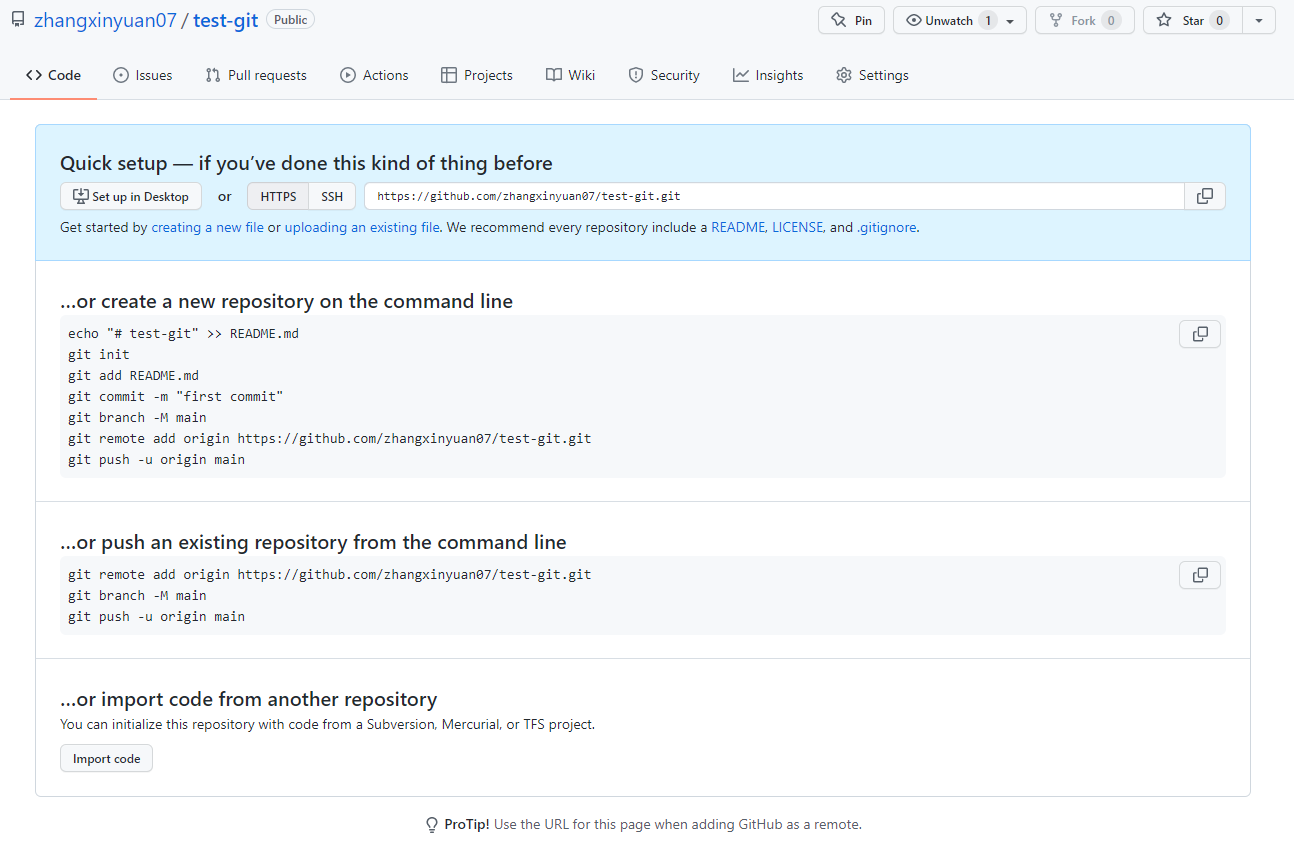 zhangxinyuan07 / test-git Public Pin Unwatch 1 Fork 0 Star 0
Code Issues Pull requests Actions Projects Wiki Security Insights Settings
Quick setup — if you’ve done this kind of thing before
Set up in Desktop or HTTPS SSH https://github.com/zhangxinyuan07/test-git.git
Get started by creating a new file or uploading an existing file. We recommend every repository include a README, LICENSE, and .gitignore.
…or create a new repository on the command line
echo "# test-git" >> README.md
git init
git add README.md
git commit -m "first commit"
git branch -M main
git remote add origin https://github.com/zhangxinyuan07/test-git.git
git push -u origin main
…or push an existing repository from the command line
git remote add origin https://github.com/zhangxinyuan07/test-git.git
git branch -M main
git push -u origin main
…or import code from another repository
You can initialize this repository with code from a Subversion, Mercurial, or TFS project.
Import code
ProTip! Use the URL for this page when adding GitHub as a remote.